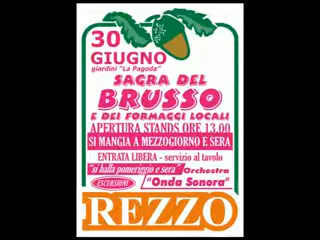 30
GIUGNO
giardini "La Pagoda"
SAGRA DEL
BRUSSO
E DEI FORMAGGI LOCALI
APERTURA STANDS ORE 13.00
SI MANGIA A MEZZOGIORNO E SERA
ENTRATA LIBERA - servizio al tavolo
"si balla pomeriggio e sera" Orchestra
ESCURSIONI "Onda Sonora"
REZZO